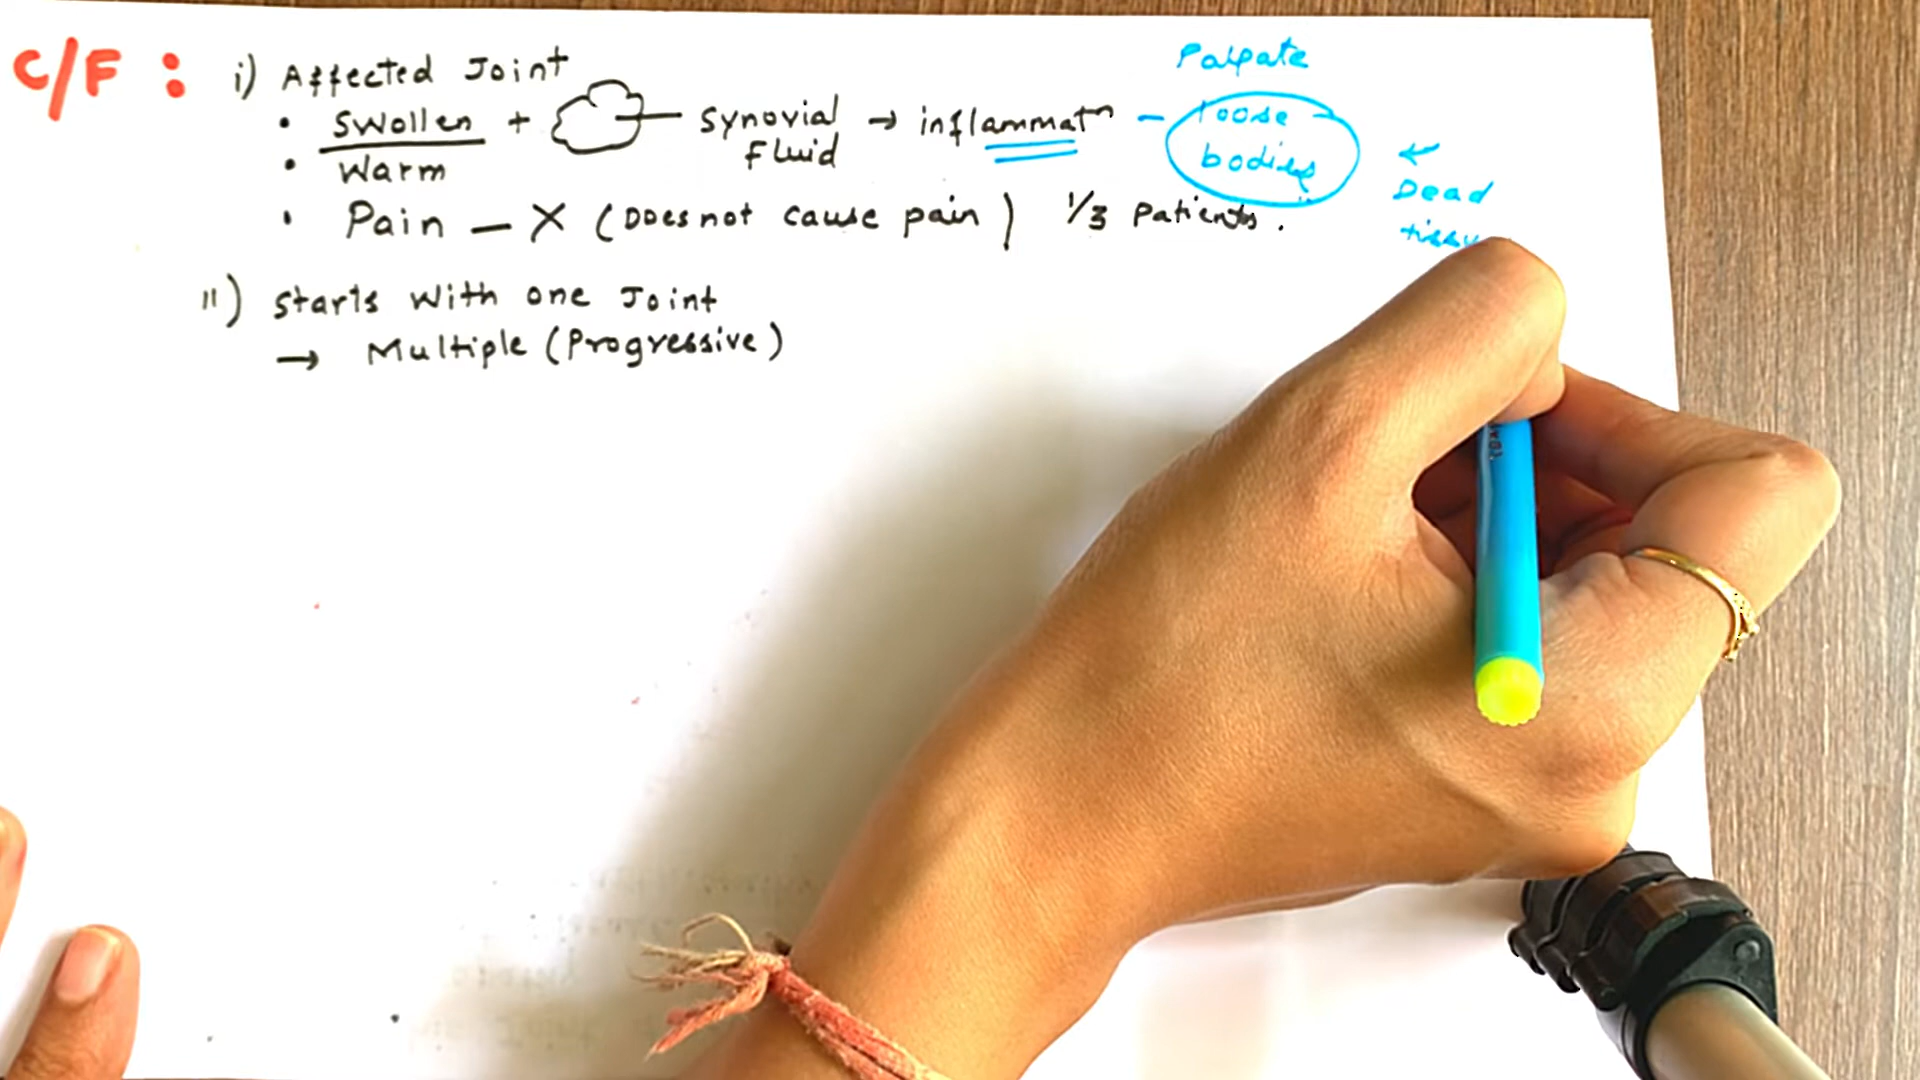 C/F : i) Affected Joint
• Swollen + Synovial Fluid → inflammatn – loose bodies
Palpate
← Dead tissu
• Warm
• Pain – X (Does not cause pain) 1/3 patients.
ii) Starts with one Joint
→ Multiple (Progressive)